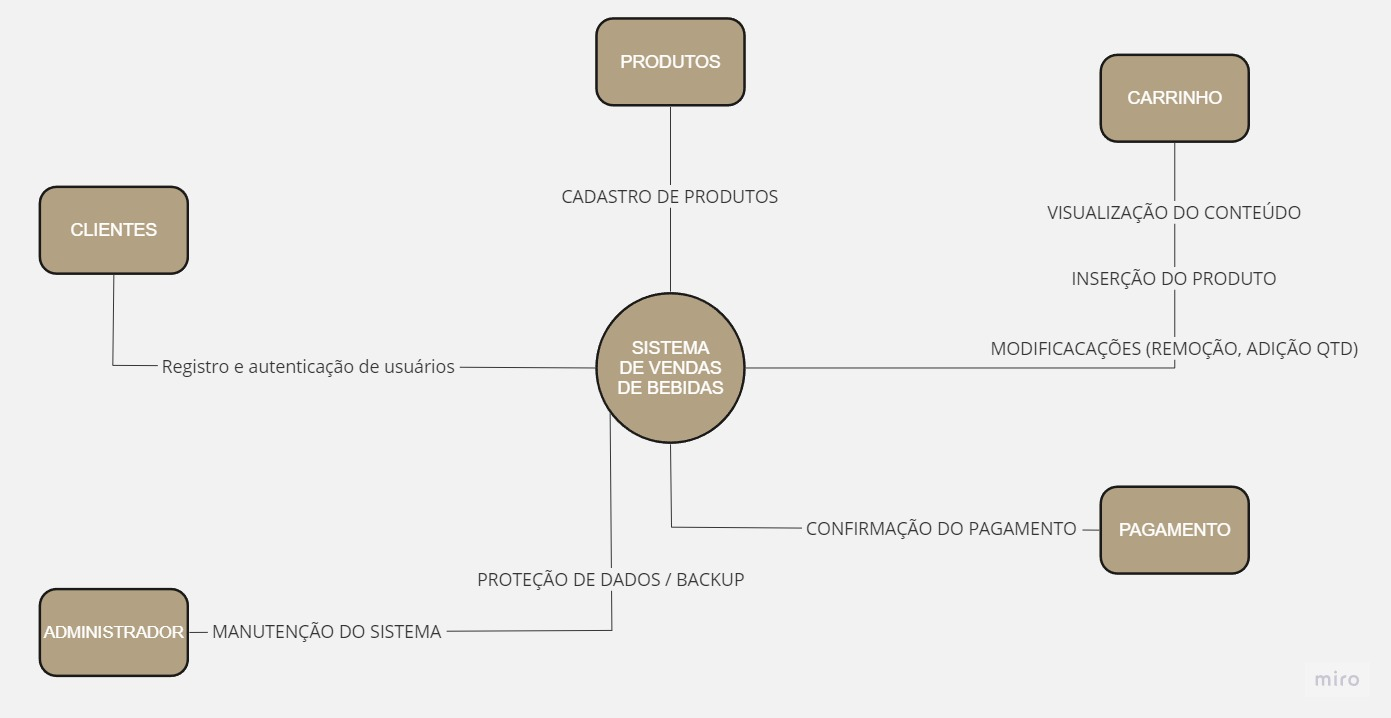 PRODUTOS
CARRINHO
CADASTRO DE PRODUTOS
VISUALIZAÇÃO DO CONTEÚDO
CLIENTES
INSERÇÃO DO PRODUTO
MODIFICACAÇÕES (REMOÇÃO, ADIÇÃO QTD)
SISTEMA
DE VENDAS
DE BEBIDAS
Registro e autenticação de usuários
CONFIRMAÇÃO DO PAGAMENTO
PAGAMENTO
PROTEÇÃO DE DADOS / BACKUP
ADMINISTRADOR
MANUTENÇÃO DO SISTEMA
miro